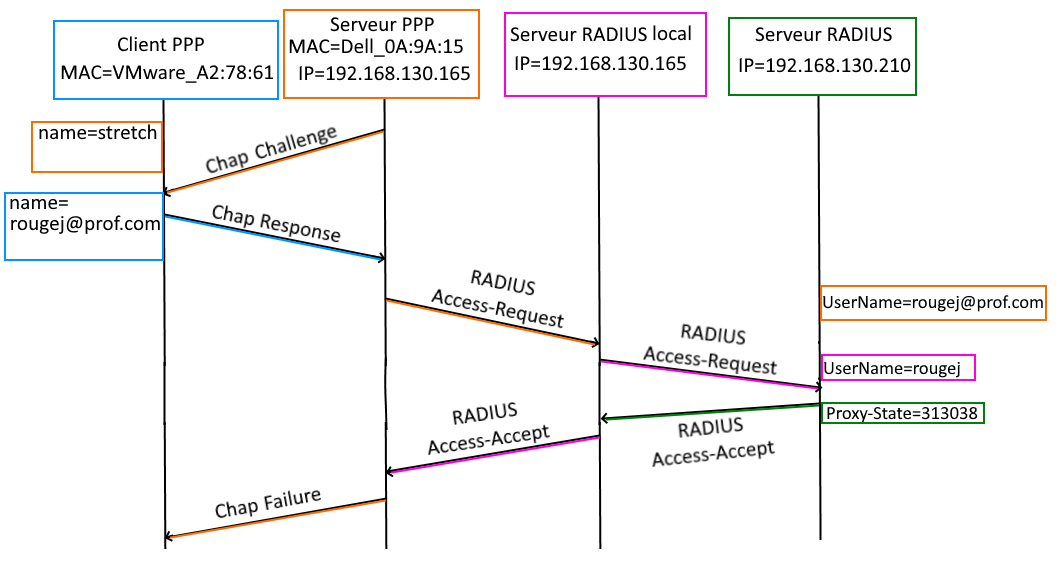 Client PPP
MAC=VMware_A2:78:61
Serveur PPP
MAC=Dell_0A:9A:15
IP=192.168.130.165
Serveur RADIUS local
IP=192.168.130.165
Serveur RADIUS
IP=192.168.130.210
name=stretch
Chap Challenge
name=
rougej@prof.com
Chap Response
RADIUS
Access-Request
UserName=rougej@prof.com
RADIUS
Access-Request
UserName=rougej
Proxy-State=313038
RADIUS
Access-Accept
RADIUS
Access-Accept
Chap Failure